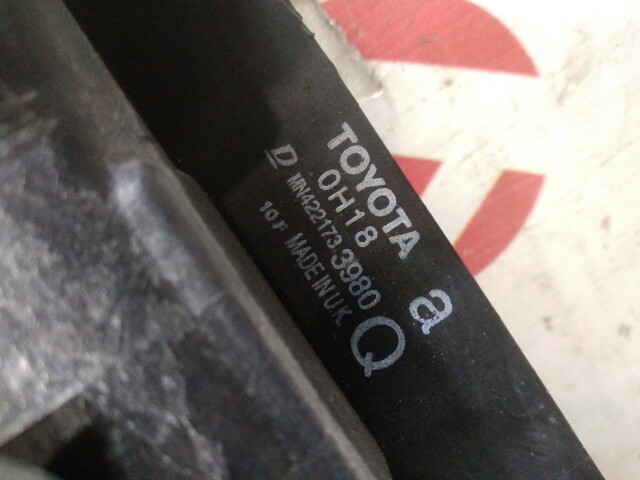 TOYOTA
0H18 a
D MN422173-3980
10 F MADE IN U.K. Q